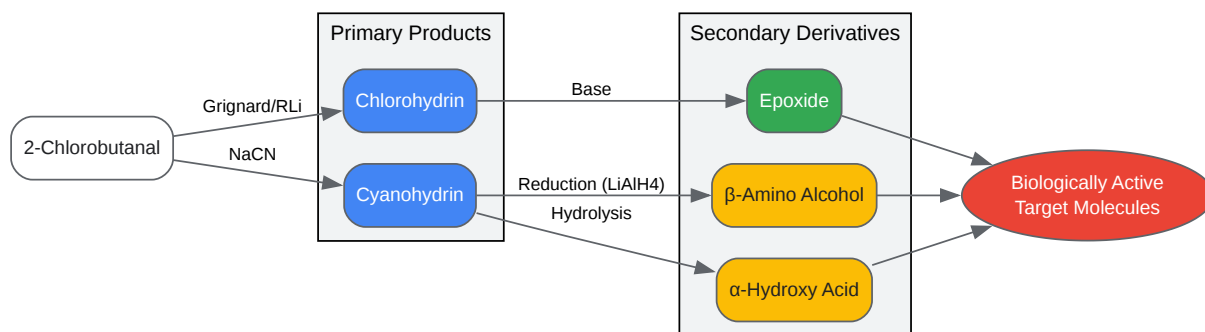 Primary Products
Secondary Derivatives
Grignard/RLi
Chlorohydrin
Base
Epoxide
2-Chlorobutanal
NaCN
Cyanohydrin
Reduction (LiAlH4)
Hydrolysis
β-Amino Alcohol
Biologically Active
Target Molecules
α-Hydroxy Acid